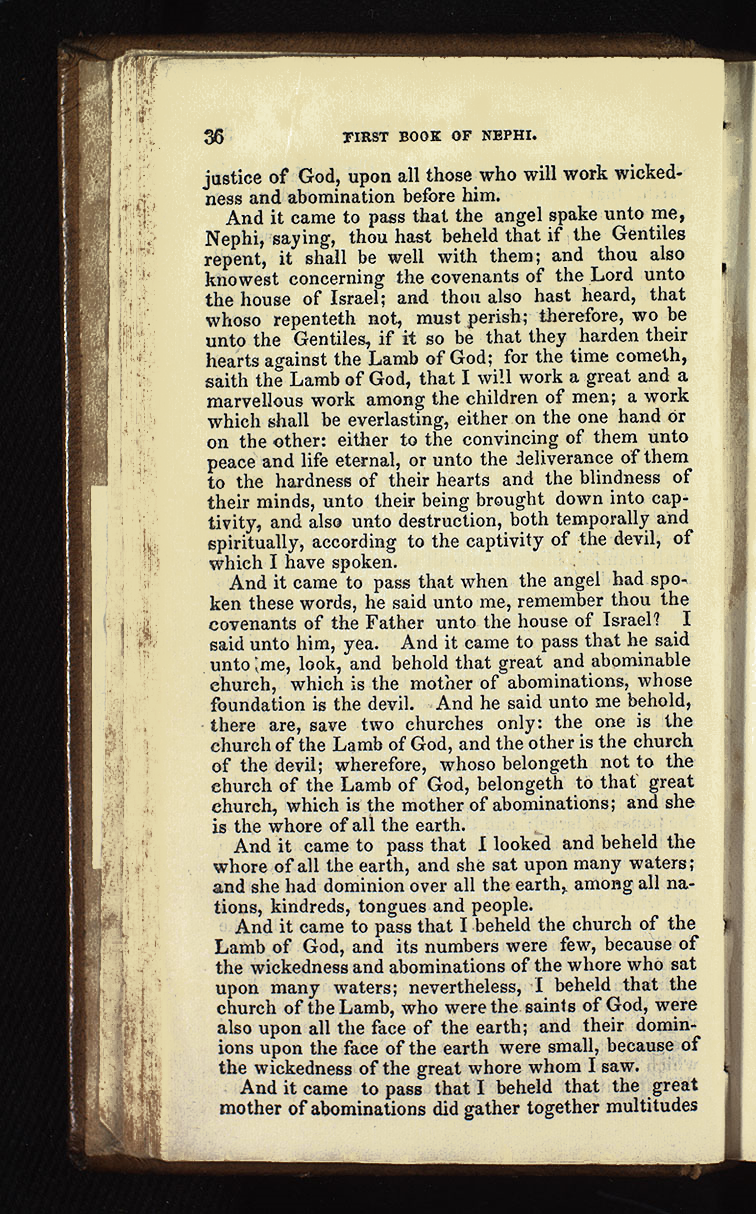 36 FIRST BOOK OF NEPHI.
justice of God, upon all those who will work wicked-
ness and abomination before him.
And it came to pass that the angel spake unto me,
Nephi, saying, thou hast beheld that if the Gentiles
repent, it shall be well with them; and thou also
knowest concerning the covenants of the Lord unto
the house of Israel; and thou also hast heard, that
whoso repenteth not, must perish; therefore, wo be
unto the Gentiles, if it so be that they harden their
hearts against the Lamb of God; for the time cometh,
saith the Lamb of God, that I will work a great and a
marvellous work among the children of men; a work
which shall be everlasting, either on the one hand or
on the other: either to the convincing of them unto
peace and life eternal, or unto the deliverance of them
to the hardness of their hearts and the blindness of
their minds, unto their being brought down into cap-
tivity, and also unto destruction, both temporally and
spiritually, according to the captivity of the devil, of
which I have spoken.
And it came to pass that when the angel had spo-
ken these words, he said unto me, remember thou the
covenants of the Father unto the house of Israel? I
said unto him, yea. And it came to pass that he said
unto me, look, and behold that great and abominable
church, which is the mother of abominations, whose
foundation is the devil. And he said unto me behold,
there are, save two churches only: the one is the
church of the Lamb of God, and the other is the church
of the devil; wherefore, whoso belongeth not to the
church of the Lamb of God, belongeth to that great
church, which is the mother of abominations; and she
is the whore of all the earth.
And it came to pass that I looked and beheld the
whore of all the earth, and she sat upon many waters;
and she had dominion over all the earth, among all na-
tions, kindreds, tongues and people.
And it came to pass that I beheld the church of the
Lamb of God, and its numbers were few, because of
the wickedness and abominations of the whore who sat
upon many waters; nevertheless, I beheld that the
church of the Lamb, who were the saints of God, were
also upon all the face of the earth; and their domin-
ions upon the face of the earth were small, because of
the wickedness of the great whore whom I saw.
And it came to pass that I beheld that the great
mother of abominations did gather together multitudes